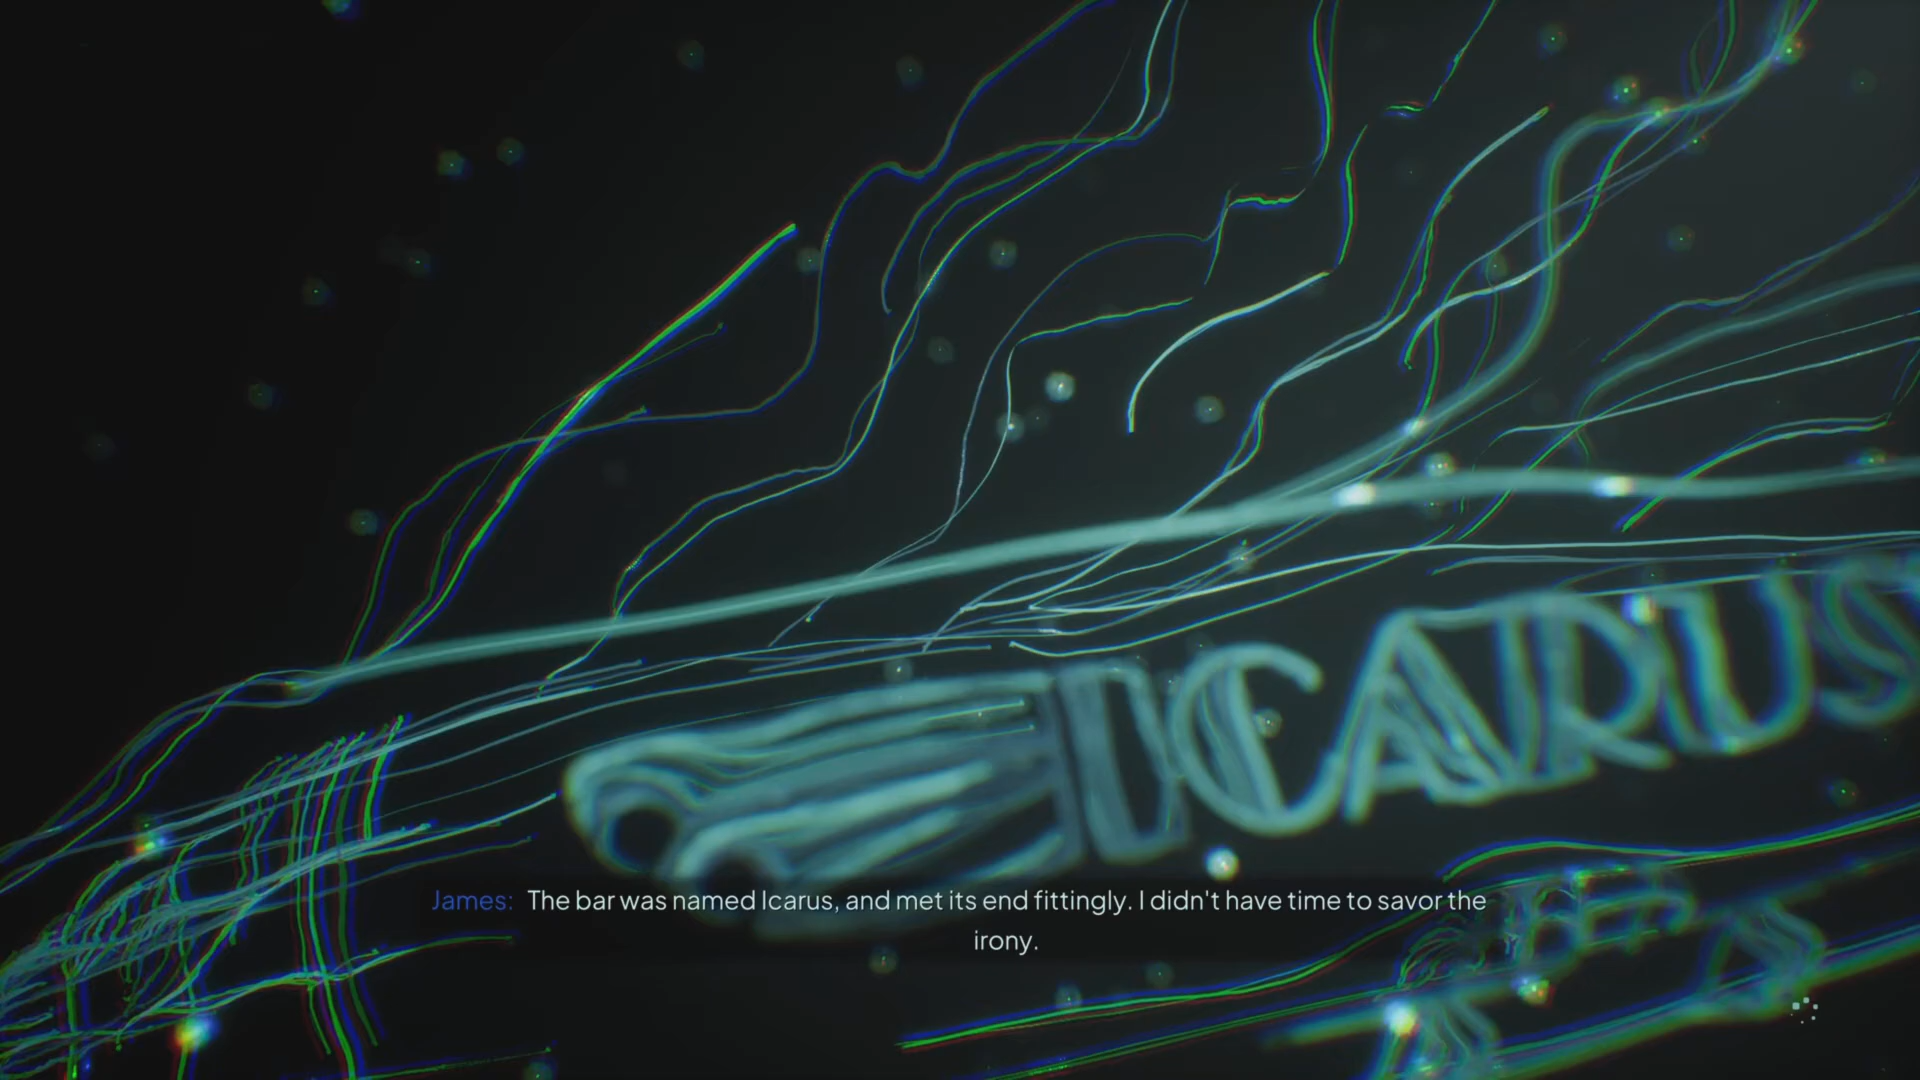 ICARUS
James: The bar was named Icarus, and met its end fittingly. I didn't have time to savor the
irony.